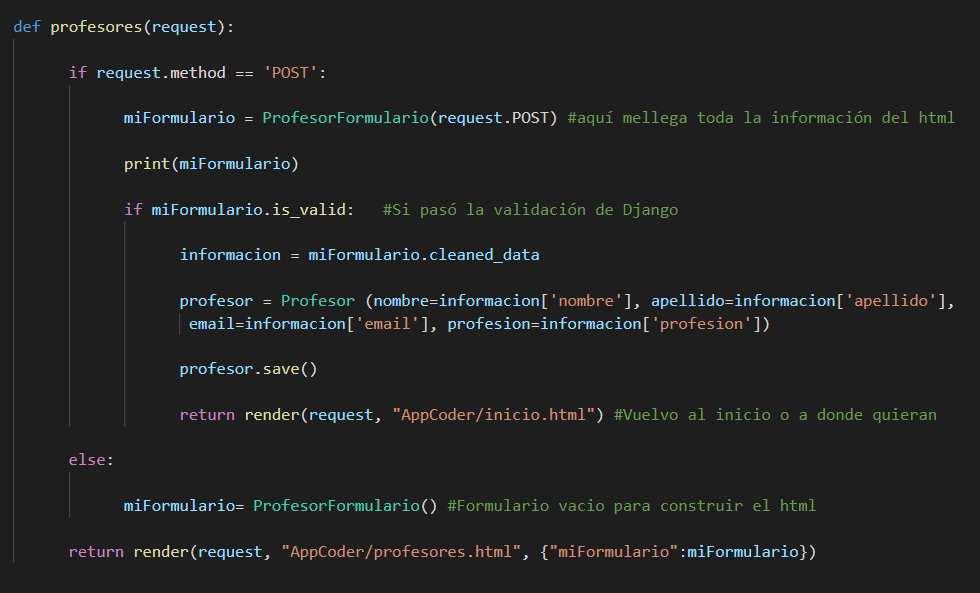 def profesores(request):
if request.method == 'POST':
miFormulario = ProfesorFormulario(request.POST) #aquí mellega toda la información del html
print(miFormulario)
if miFormulario.is_valid:   #Si pasó la validación de Django
informacion = miFormulario.cleaned_data
profesor = Profesor (nombre=informacion['nombre'], apellido=informacion['apellido'],
email=informacion['email'], profesion=informacion['profesion'])
profesor.save()
return render(request, "AppCoder/inicio.html") #Vuelvo al inicio o a donde quieran
else:
miFormulario= ProfesorFormulario() #Formulario vacio para construir el html
return render(request, "AppCoder/profesores.html", {"miFormulario":miFormulario})